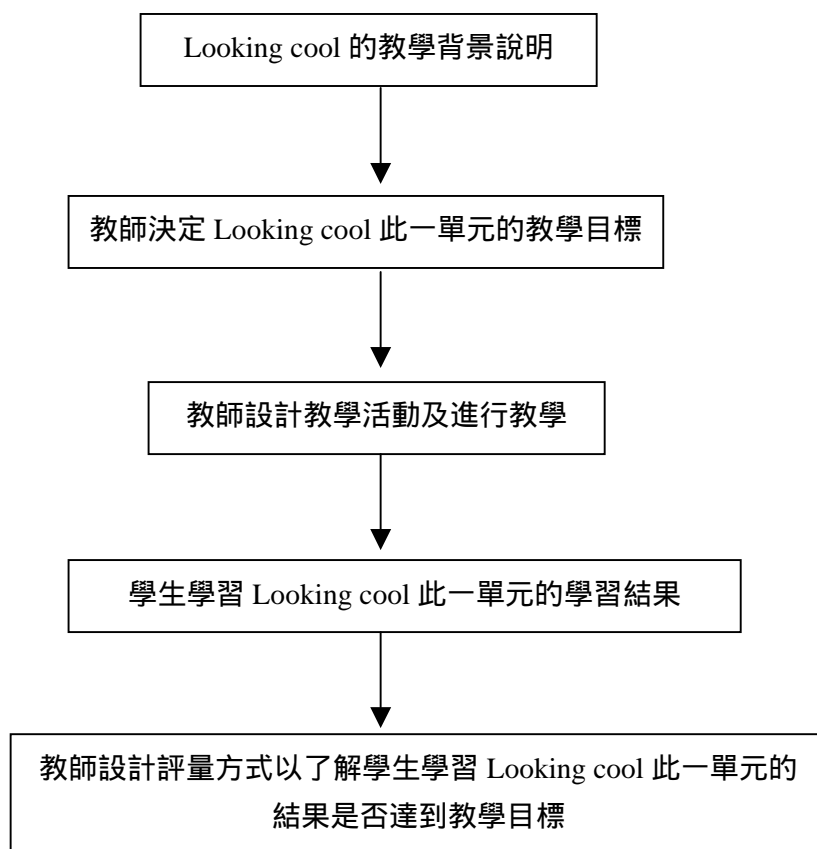 Looking cool 的教學背景說明
教師決定 Looking cool 此一單元的教學目標
教師設計教學活動及進行教學
學生學習 Looking cool 此一單元的學習結果
教師設計評量方式以了解學生學習 Looking cool 此一單元的
結果是否達到教學目標